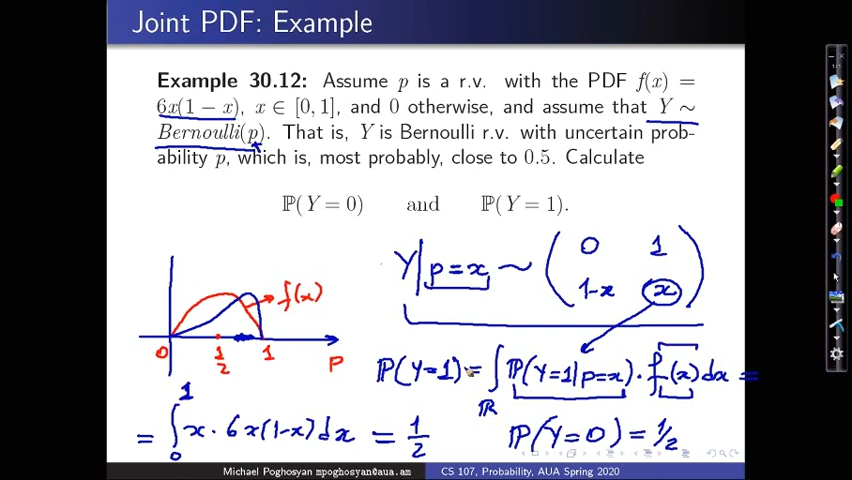 Joint PDF: Example
Example 30.12: Assume p is a r.v. with the PDF f(x) =
6x(1 − x), x ∈ [0, 1], and 0 otherwise, and assume that Y ∼
Bernoulli(p). That is, Y is Bernoulli r.v. with uncertain prob-
ability p, which is, most probably, close to 0.5. Calculate
ℙ(Y = 0) and ℙ(Y = 1).
Y|p=x ~ ( 0 1
1-x x )
f(x)
0 1/2 1 P
ℙ(Y=1) = ∫ℝ ℙ(Y=1|p=x) · f(x)dx =
= ∫₀¹ x · 6x(1-x)dx = 1/2 ℙ(Y=0) = 1/2
Michael Poghosyan mpoghosyan@aua.am CS 107, Probability, AUA Spring 2020